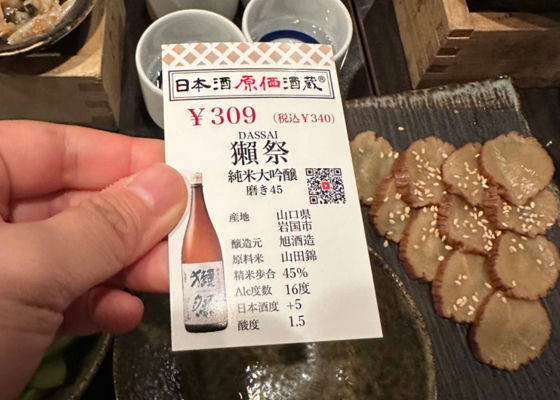 日本酒原価酒蔵®
￥309 (税込￥340)
DASSAI
獺祭
純米大吟醸
磨き45
産地 山口県
岩国市
醸造元 旭酒造
原料米 山田錦
精米歩合 45%
Alc度数 16度
日本酒度 +5
酸度 1.5
獺祭